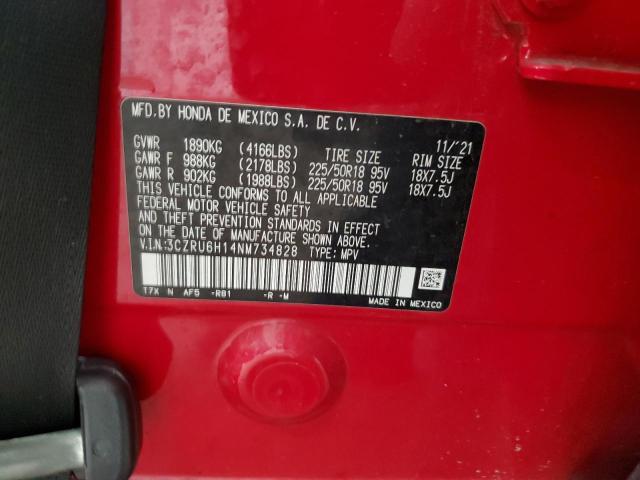 MFD.BY HONDA DE MEXICO S.A. DE C.V. 11/'21
GVWR 1890KG (4166LBS) TIRE SIZE RIM SIZE
GAWR F 988KG (2178LBS) 225/50R18 95V 18X7.5J
GAWR R 902KG (1988LBS) 225/50R18 95V 18X7.5J
THIS VEHICLE CONFORMS TO ALL APPLICABLE
FEDERAL MOTOR VEHICLE SAFETY
AND THEFT PREVENTION STANDARDS IN EFFECT
ON THE DATE OF MANUFACTURE SHOWN ABOVE.
V.I.N:3CZRU6H14NM734828 TYPE: MPV
T7X N AF5 -R81 -R -M MADE IN MEXICO